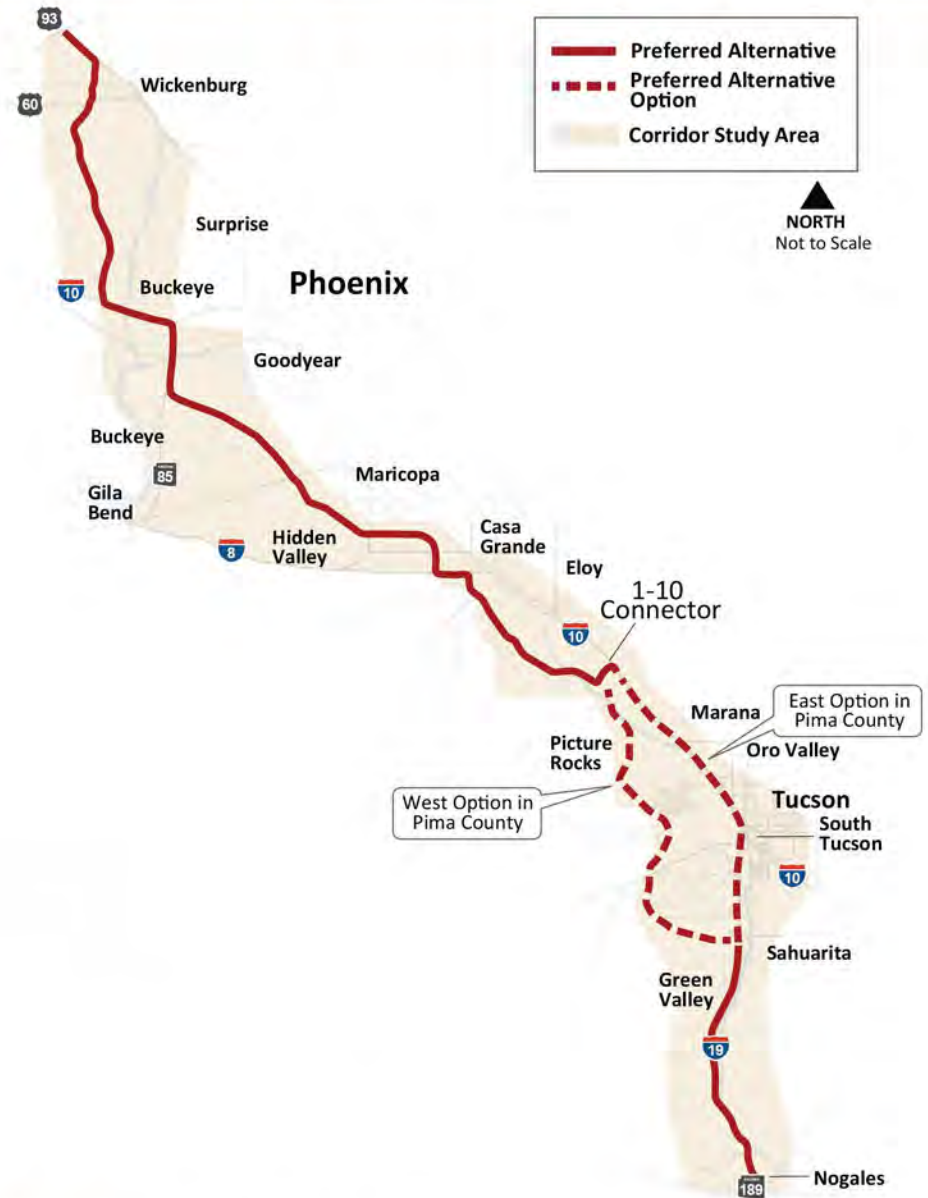 93
Wickenburg
60
Preferred Alternative
Preferred Alternative
Option
Corridor Study Area
NORTH
Not to Scale
Surprise
Phoenix
10
Buckeye
Goodyear
Buckeye
85
Gila
Bend
Maricopa
Hidden
Valley
8
Casa
Grande
Eloy
10
1-10
Connector
Marana
East Option in
Pima County
Oro Valley
Picture
Rocks
West Option in
Pima County
Tucson
South
Tucson
10
Sahuarita
Green
Valley
19
Nogales
189